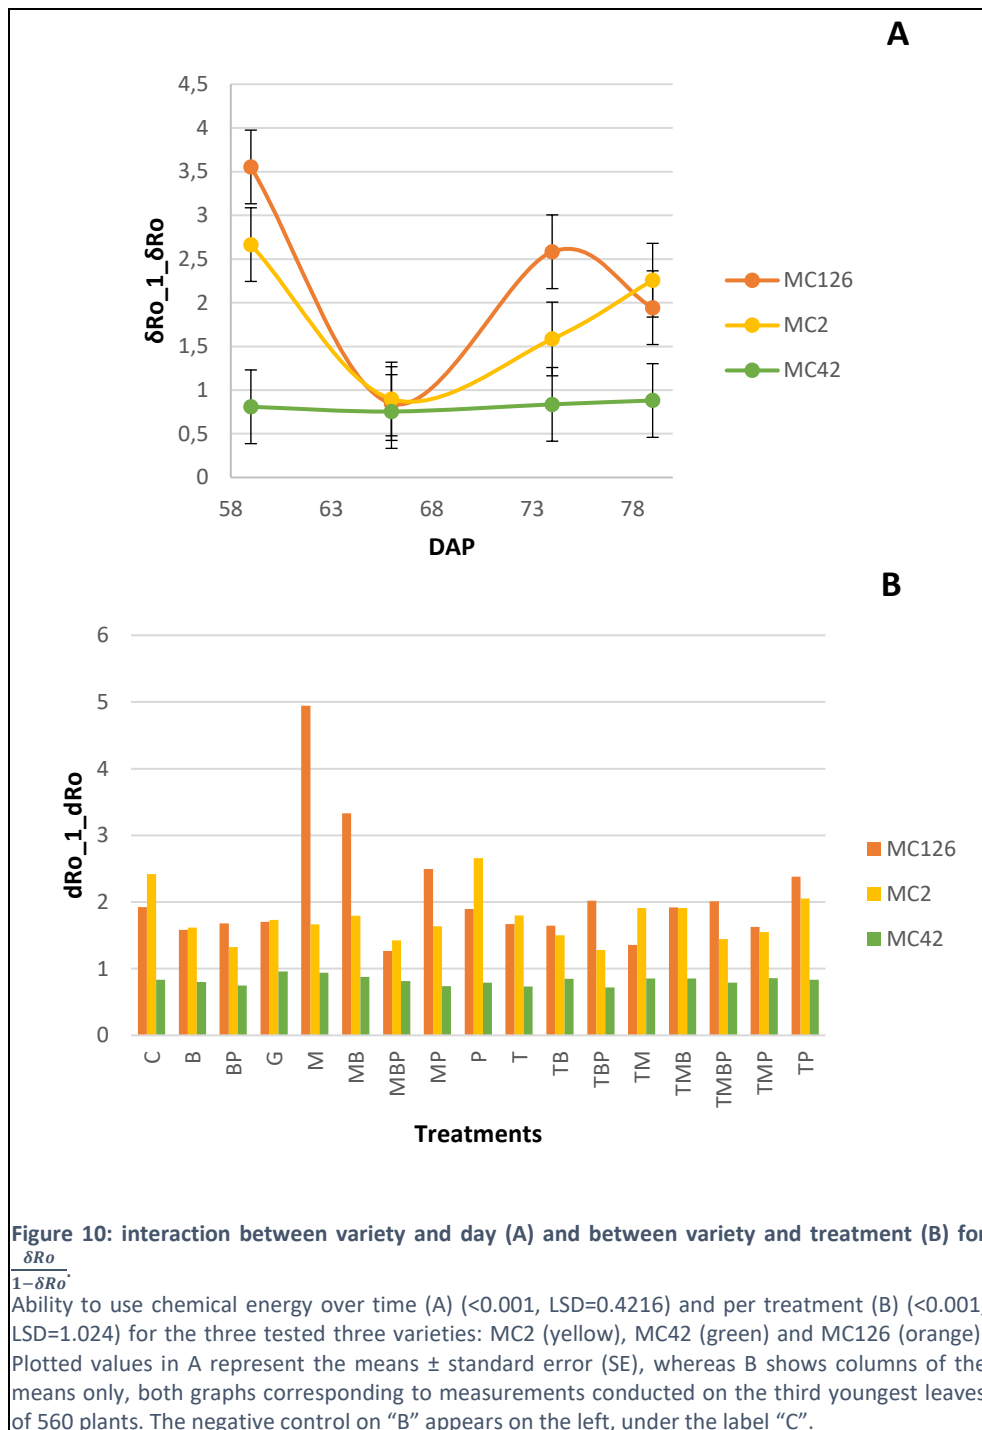 A
4,5
4
3,5
3
2,5
2
1,5
1
0,5
0
δRo_1_δRo
58 63 68 73 78
DAP
MC126
MC2
MC42
B
6
5
4
3
2
1
0
dRo_1_dRo
C B BP G M MB MBP MP P T TB TBP TM TMB TMBP TMP TP
Treatments
MC126
MC2
MC42
Figure 10: interaction between variety and day (A) and between variety and treatment (B) for
δRo
1−δRo.
Ability to use chemical energy over time (A) (<0.001, LSD=0.4216) and per treatment (B) (<0.001,
LSD=1.024) for the three tested three varieties: MC2 (yellow), MC42 (green) and MC126 (orange)
Plotted values in A represent the means ± standard error (SE), whereas B shows columns of the
means only, both graphs corresponding to measurements conducted on the third youngest leaves
of 560 plants. The negative control on “B” appears on the left, under the label “C”.